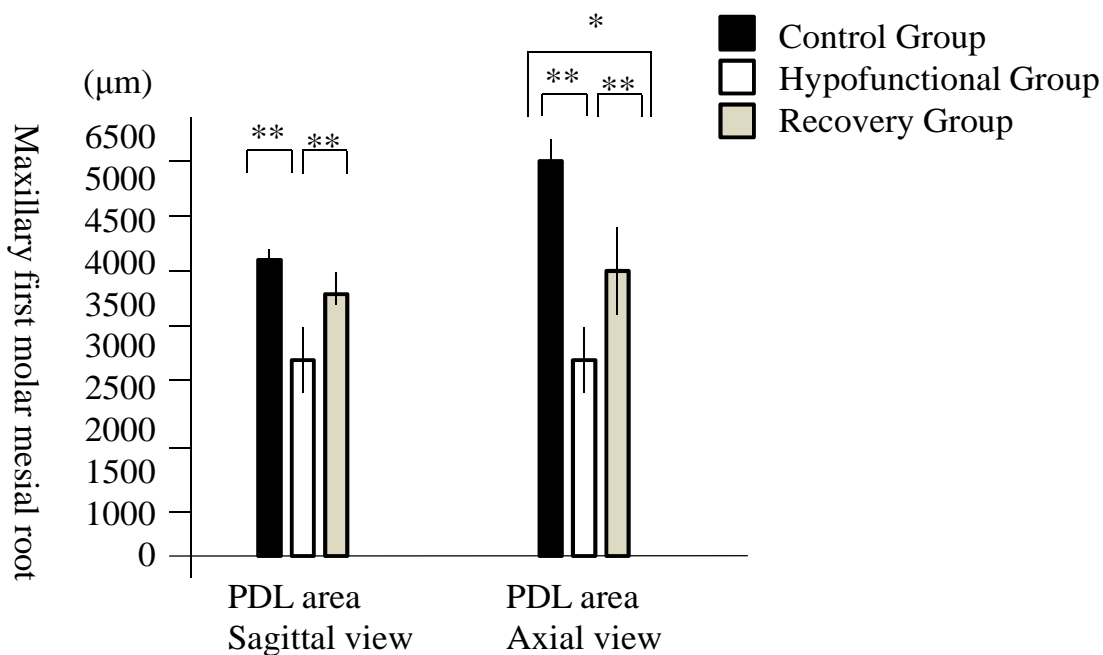 *
Control Group
Hypofunctional Group
Recovery Group
(μm)
** **
** **
Maxillary first molar mesial root
6500
5000
4500
4000
3500
3000
2500
2000
1500
1000
0
PDL area
Sagittal view
PDL area
Axial view